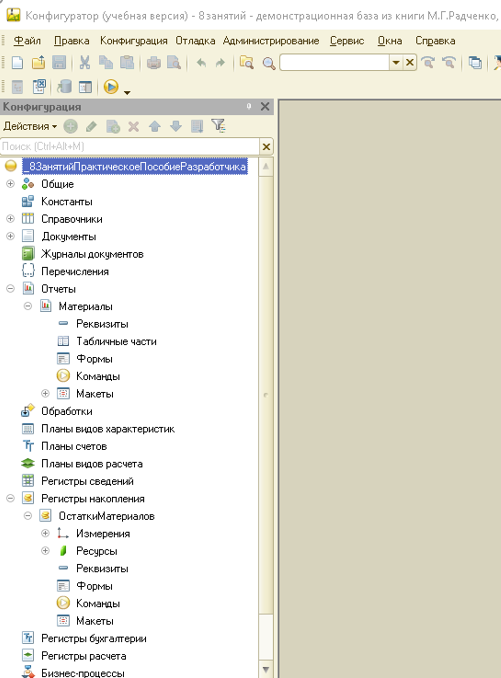 Конфигуратор (учебная версия) - 8 занятий - демонстрационная база из книги М.Г.Радченко,
Файл Правка Конфигурация Отладка Администрирование Сервис Окна Справка
Конфигурация
Действия
Поиск (Ctrl+Alt+M)
_8ЗанятийПрактическоеПособиеРазработчика
Общие
Константы
Справочники
Документы
Журналы документов
Перечисления
Отчеты
Материалы
Реквизиты
Табличные части
Формы
Команды
Макеты
Обработки
Планы видов характеристик
Планы счетов
Планы видов расчета
Регистры сведений
Регистры накопления
ОстаткиМатериалов
Измерения
Ресурсы
Реквизиты
Формы
Команды
Макеты
Регистры бухгалтерии
Регистры расчета
Бизнес-процессы